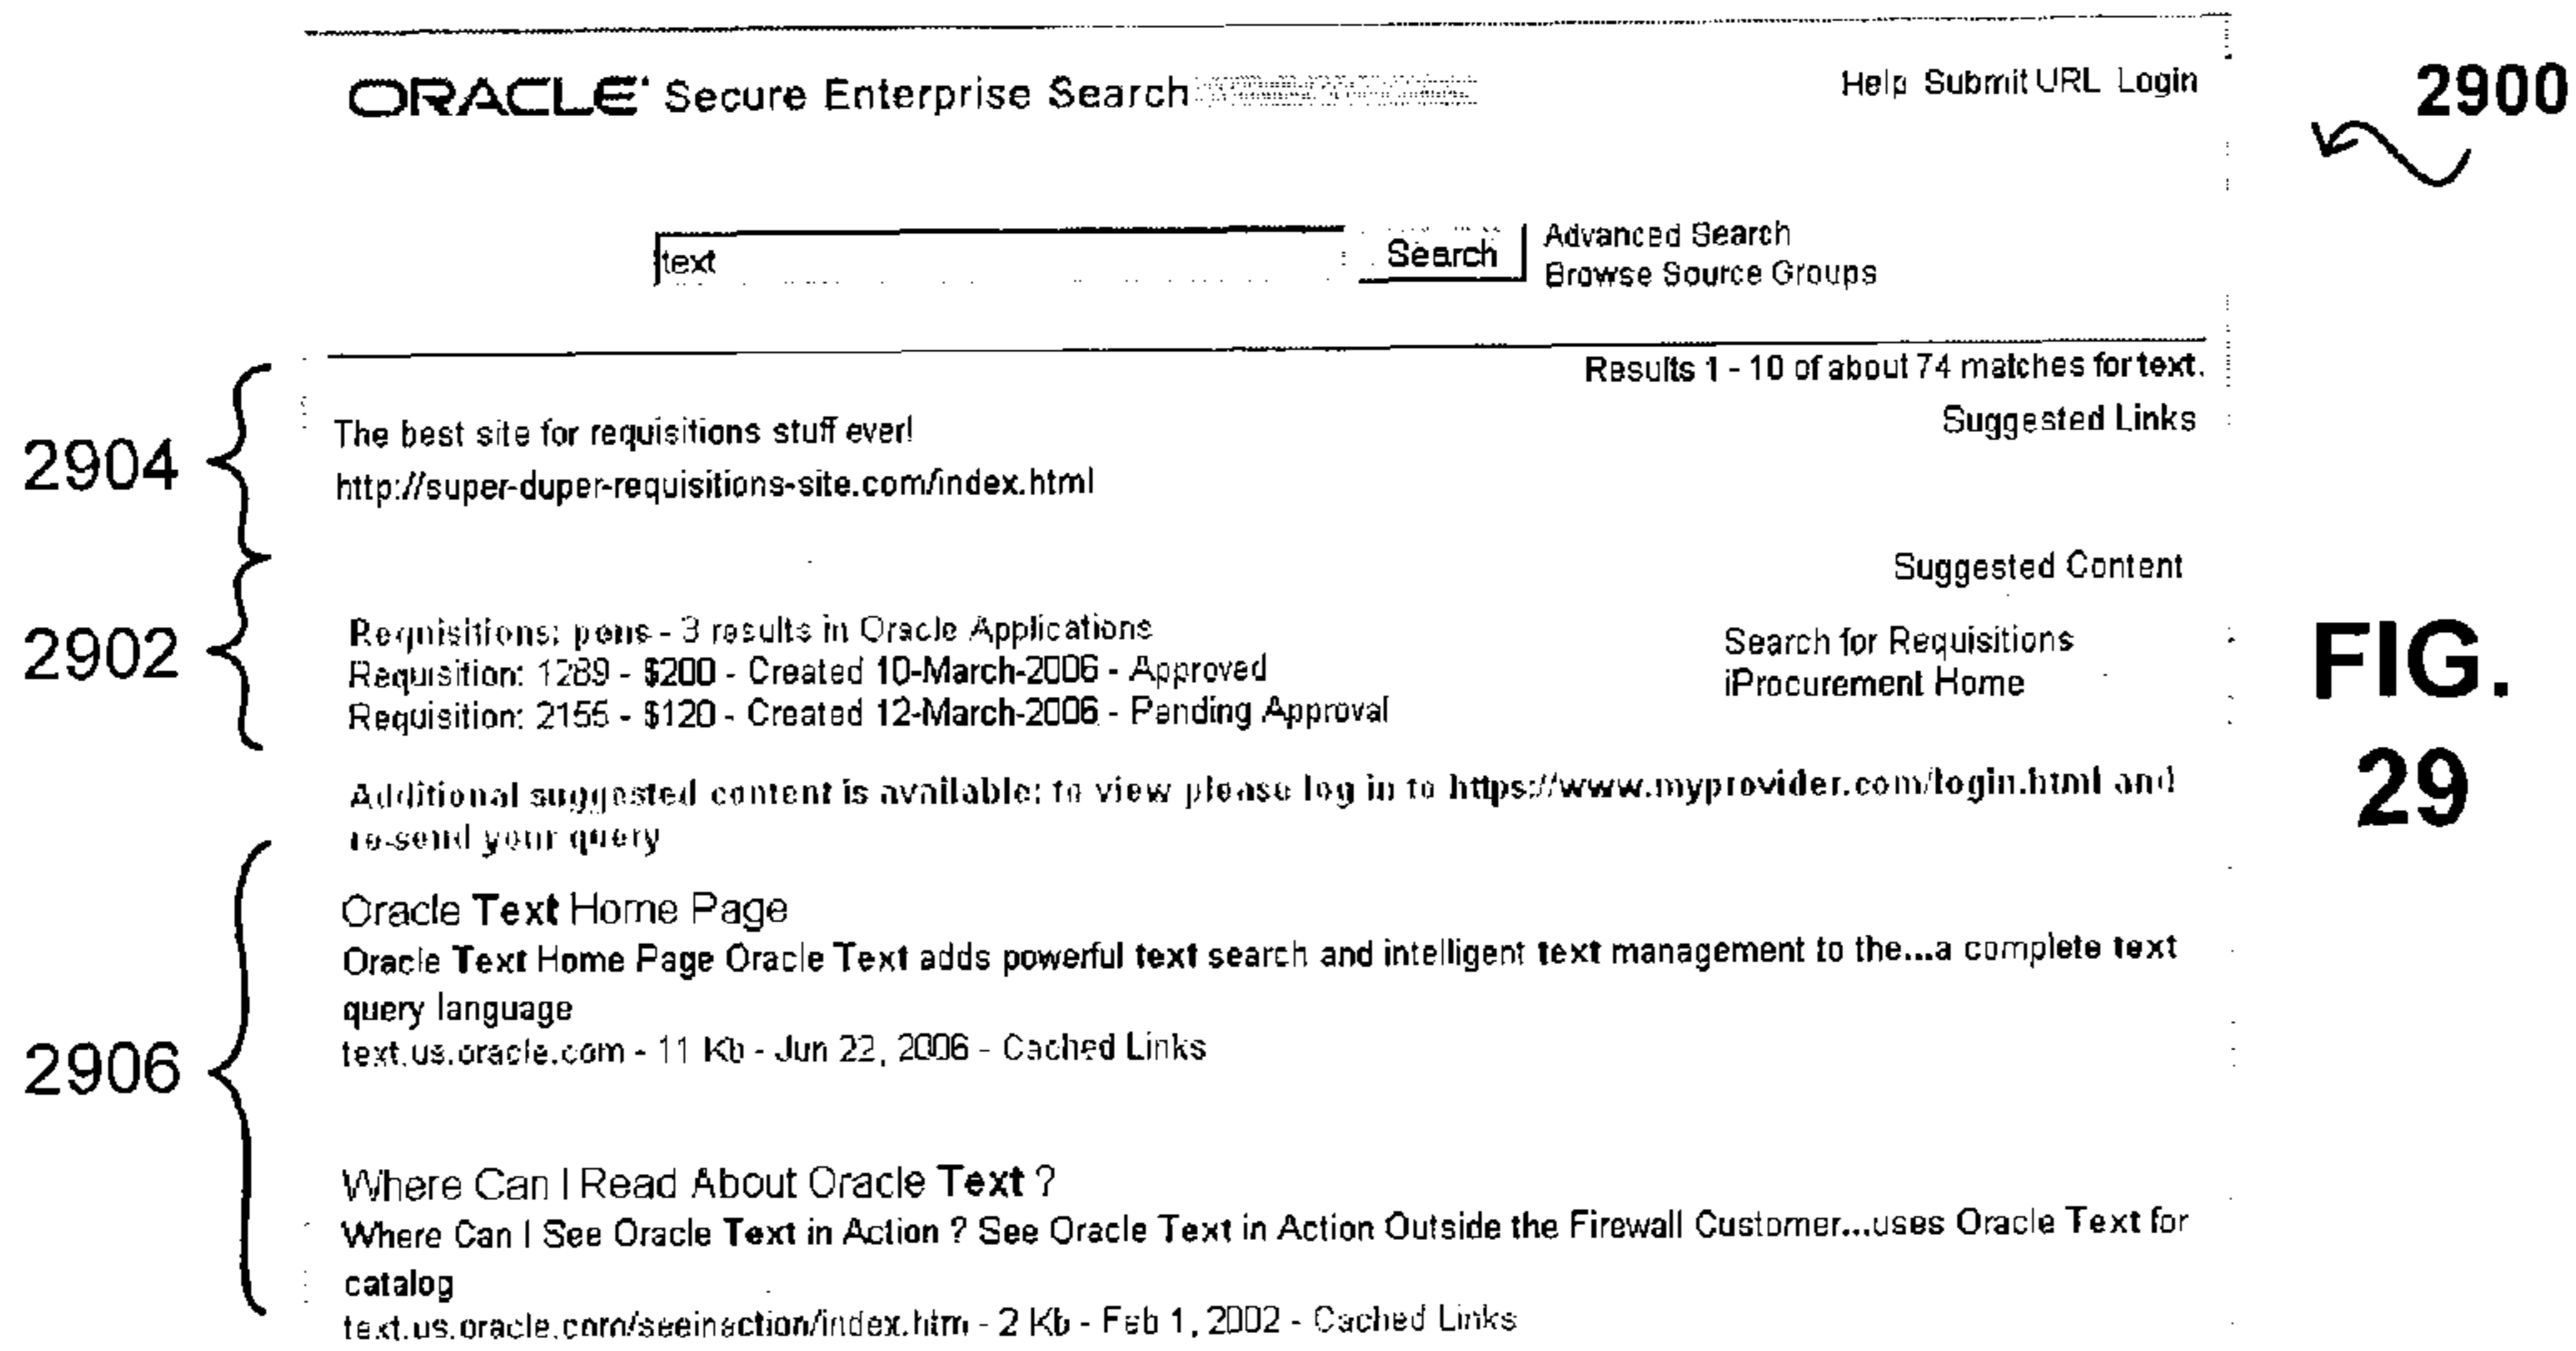 ORACLE Secure Enterprise Search
Help Submit URL Login
2900
text
Search
Advanced Search
Browse Source Groups
Results 1 - 10 of about 74 matches for text.
2904
The best site for requisitions stuff ever!
Suggested Links
http://super-duper-requisitions-site.com/index.html
Suggested Content
2902
Requisitions: pens - 3 results in Oracle Applications
Requisition: 1289 - $200 - Created 10-March-2006 - Approved
Requisition: 2155 - $120 - Created 12-March-2006 - Pending Approval
Search for Requisitions
iProcurement Home
FIG.
29
Additional suggested content is available; to view please log in to https://www.myprovider.com/login.html and
re-send your query
2906
Oracle Text Home Page
Oracle Text Home Page Oracle Text adds powerful text search and intelligent text management to the...a complete text
query language
text.us.oracle.com - 11 Kb - Jun 22, 2006 - Cached Links
Where Can I Read About Oracle Text ?
Where Can I See Oracle Text in Action ? See Oracle Text in Action Outside the Firewall Customer...uses Oracle Text for
catalog
text.us.oracle.com/seeinaction/index.htm - 2 Kb - Feb 1, 2002 - Cached Links